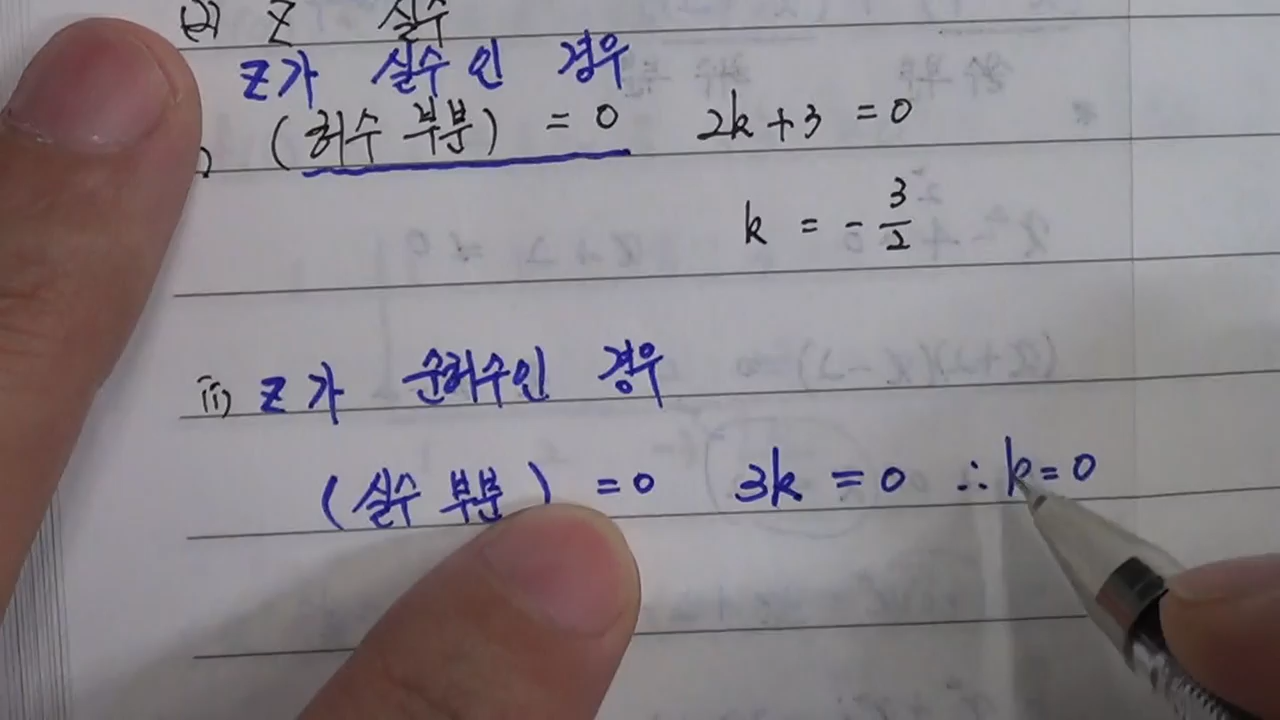 (2) Z 실수
Z가 실수인 경우
) (허수 부분) = 0 2k+3 = 0
k = - 3/2
ii) Z가 순허수인 경우
(실수 부분) = 0 3k = 0 ∴ k = 0